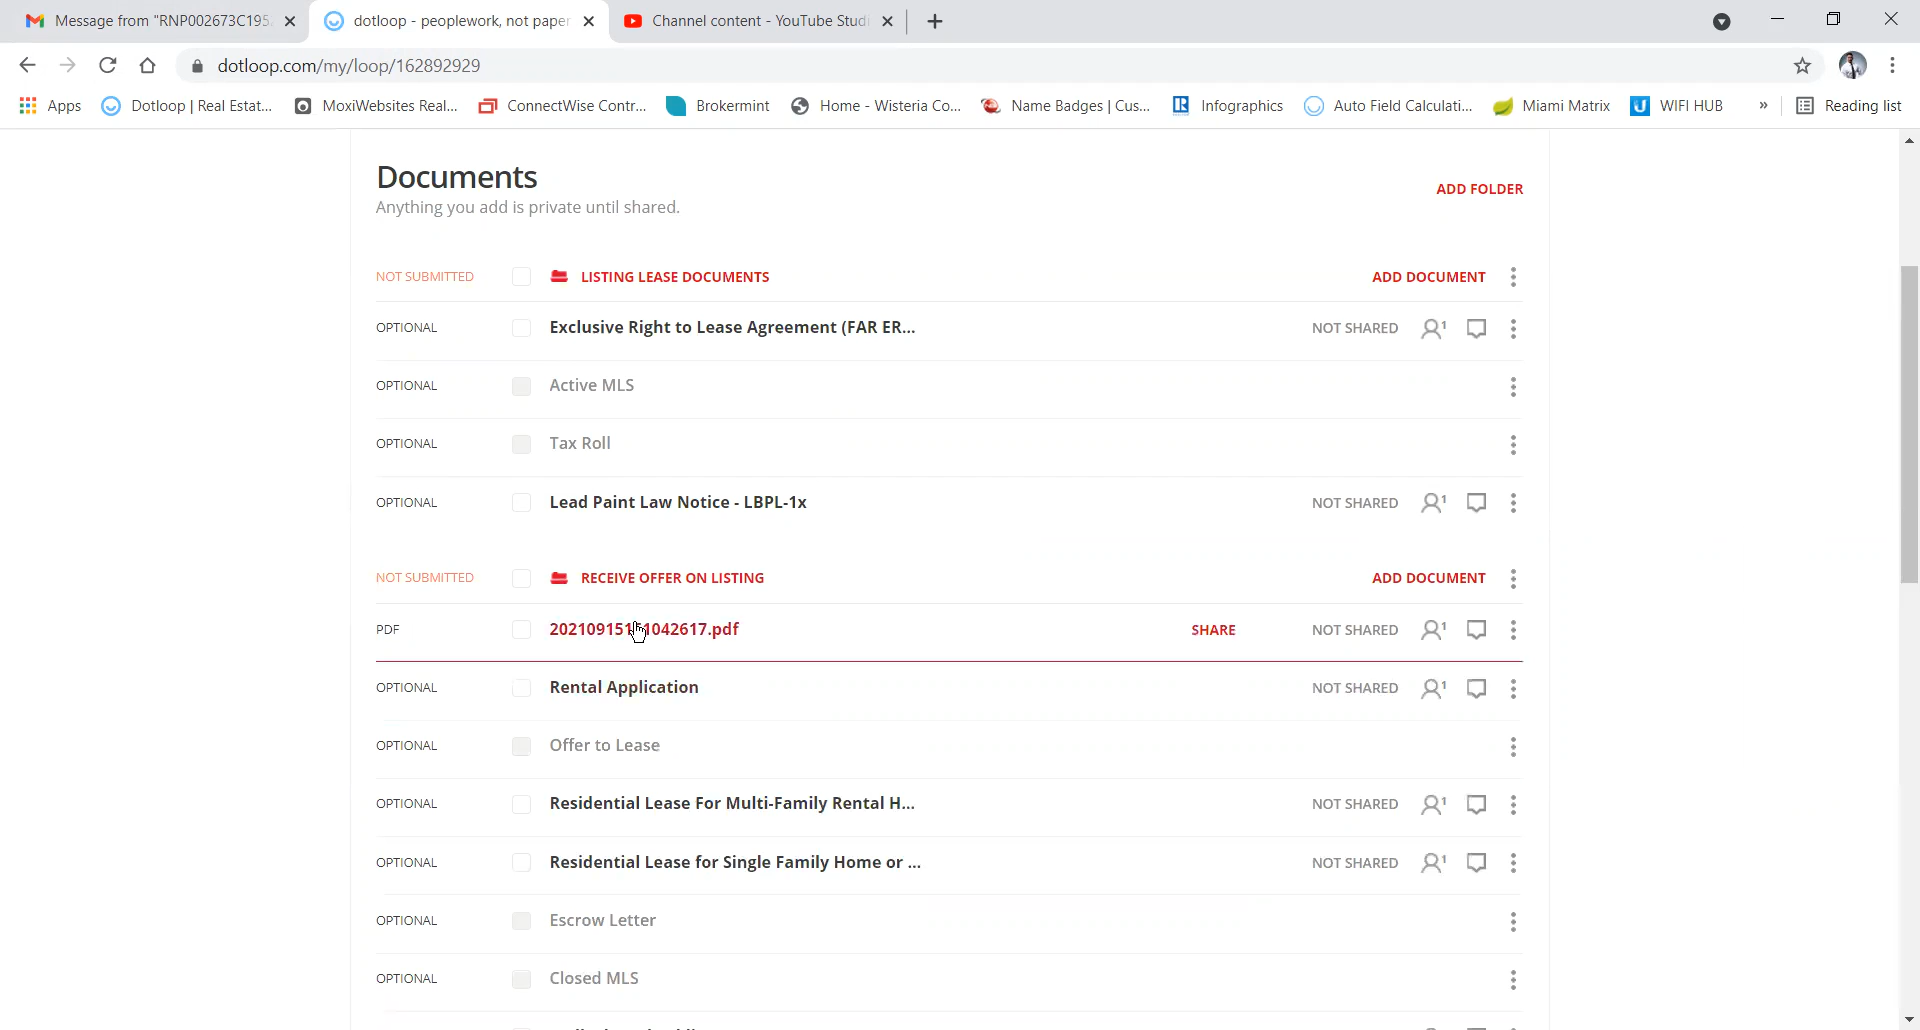 Message from "RNP002673C195
dotloop - peoplework, not paper
Channel content - YouTube Studi
dotloop.com/my/loop/162892929
Apps
Dotloop | Real Estat...
MoxiWebsites Real...
ConnectWise Contr...
Brokermint
Home - Wisteria Co...
Name Badges | Cus...
Infographics
Auto Field Calculati...
Miami Matrix
WIFI HUB
»
Reading list
Documents
Anything you add is private until shared.
ADD FOLDER
NOT SUBMITTED LISTING LEASE DOCUMENTS ADD DOCUMENT
OPTIONAL Exclusive Right to Lease Agreement (FAR ER... NOT SHARED 1
OPTIONAL Active MLS
OPTIONAL Tax Roll
OPTIONAL Lead Paint Law Notice - LBPL-1x NOT SHARED 1
NOT SUBMITTED RECEIVE OFFER ON LISTING ADD DOCUMENT
PDF SHARE NOT SHARED 1
OPTIONAL Rental Application NOT SHARED 1
OPTIONAL Offer to Lease
OPTIONAL Residential Lease For Multi-Family Rental H... NOT SHARED 1
OPTIONAL Residential Lease for Single Family Home or ... NOT SHARED 1
OPTIONAL Escrow Letter
OPTIONAL Closed MLS